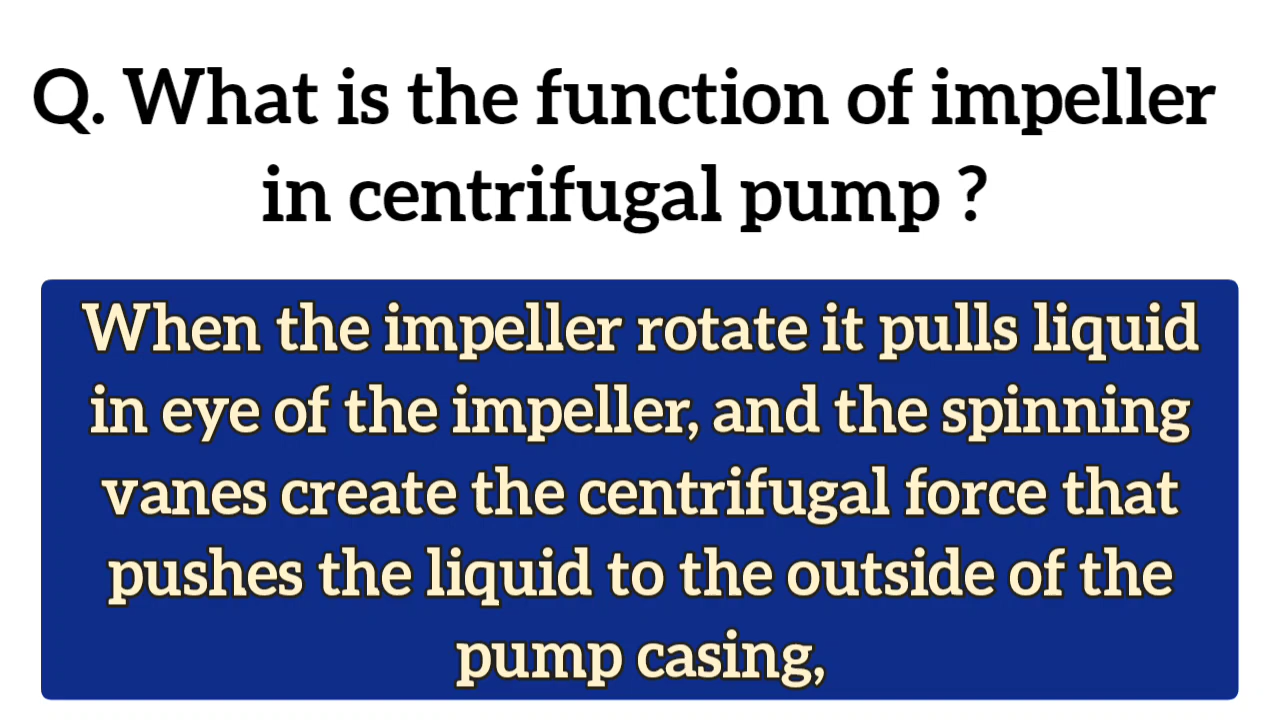 Q. What is the function of impeller
in centrifugal pump ?
When the impeller rotate it pulls liquid
in eye of the impeller, and the spinning
vanes create the centrifugal force that
pushes the liquid to the outside of the
pump casing,